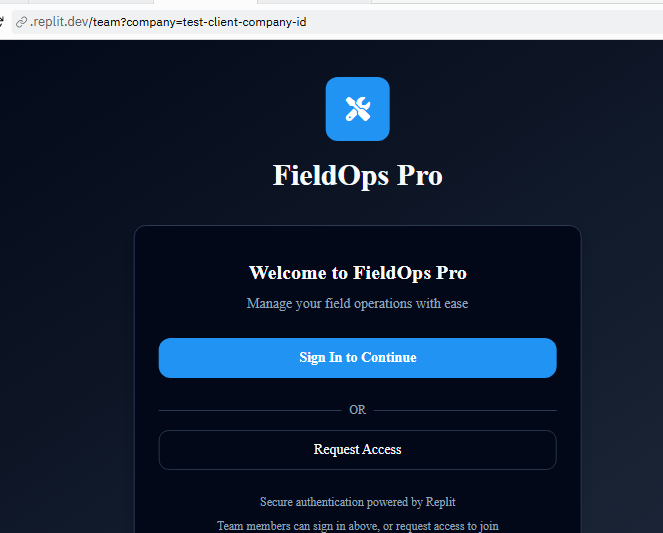 .replit.dev/team?company=test-client-company-id
FieldOps Pro
Welcome to FieldOps Pro
Manage your field operations with ease
Sign In to Continue
OR
Request Access
Secure authentication powered by Replit
Team members can sign in above, or request access to join